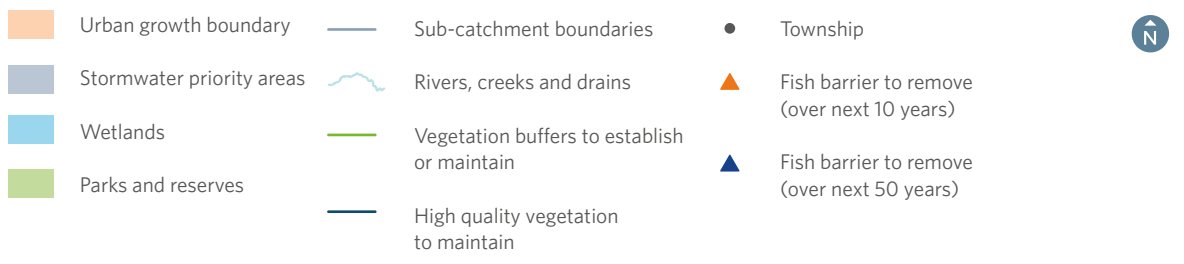 Urban growth boundary
Stormwater priority areas
Wetlands
Parks and reserves
Sub-catchment boundaries
Rivers, creeks and drains
Vegetation buffers to establish
or maintain
High quality vegetation
to maintain
Township
Fish barrier to remove
(over next 10 years)
Fish barrier to remove
(over next 50 years)
N